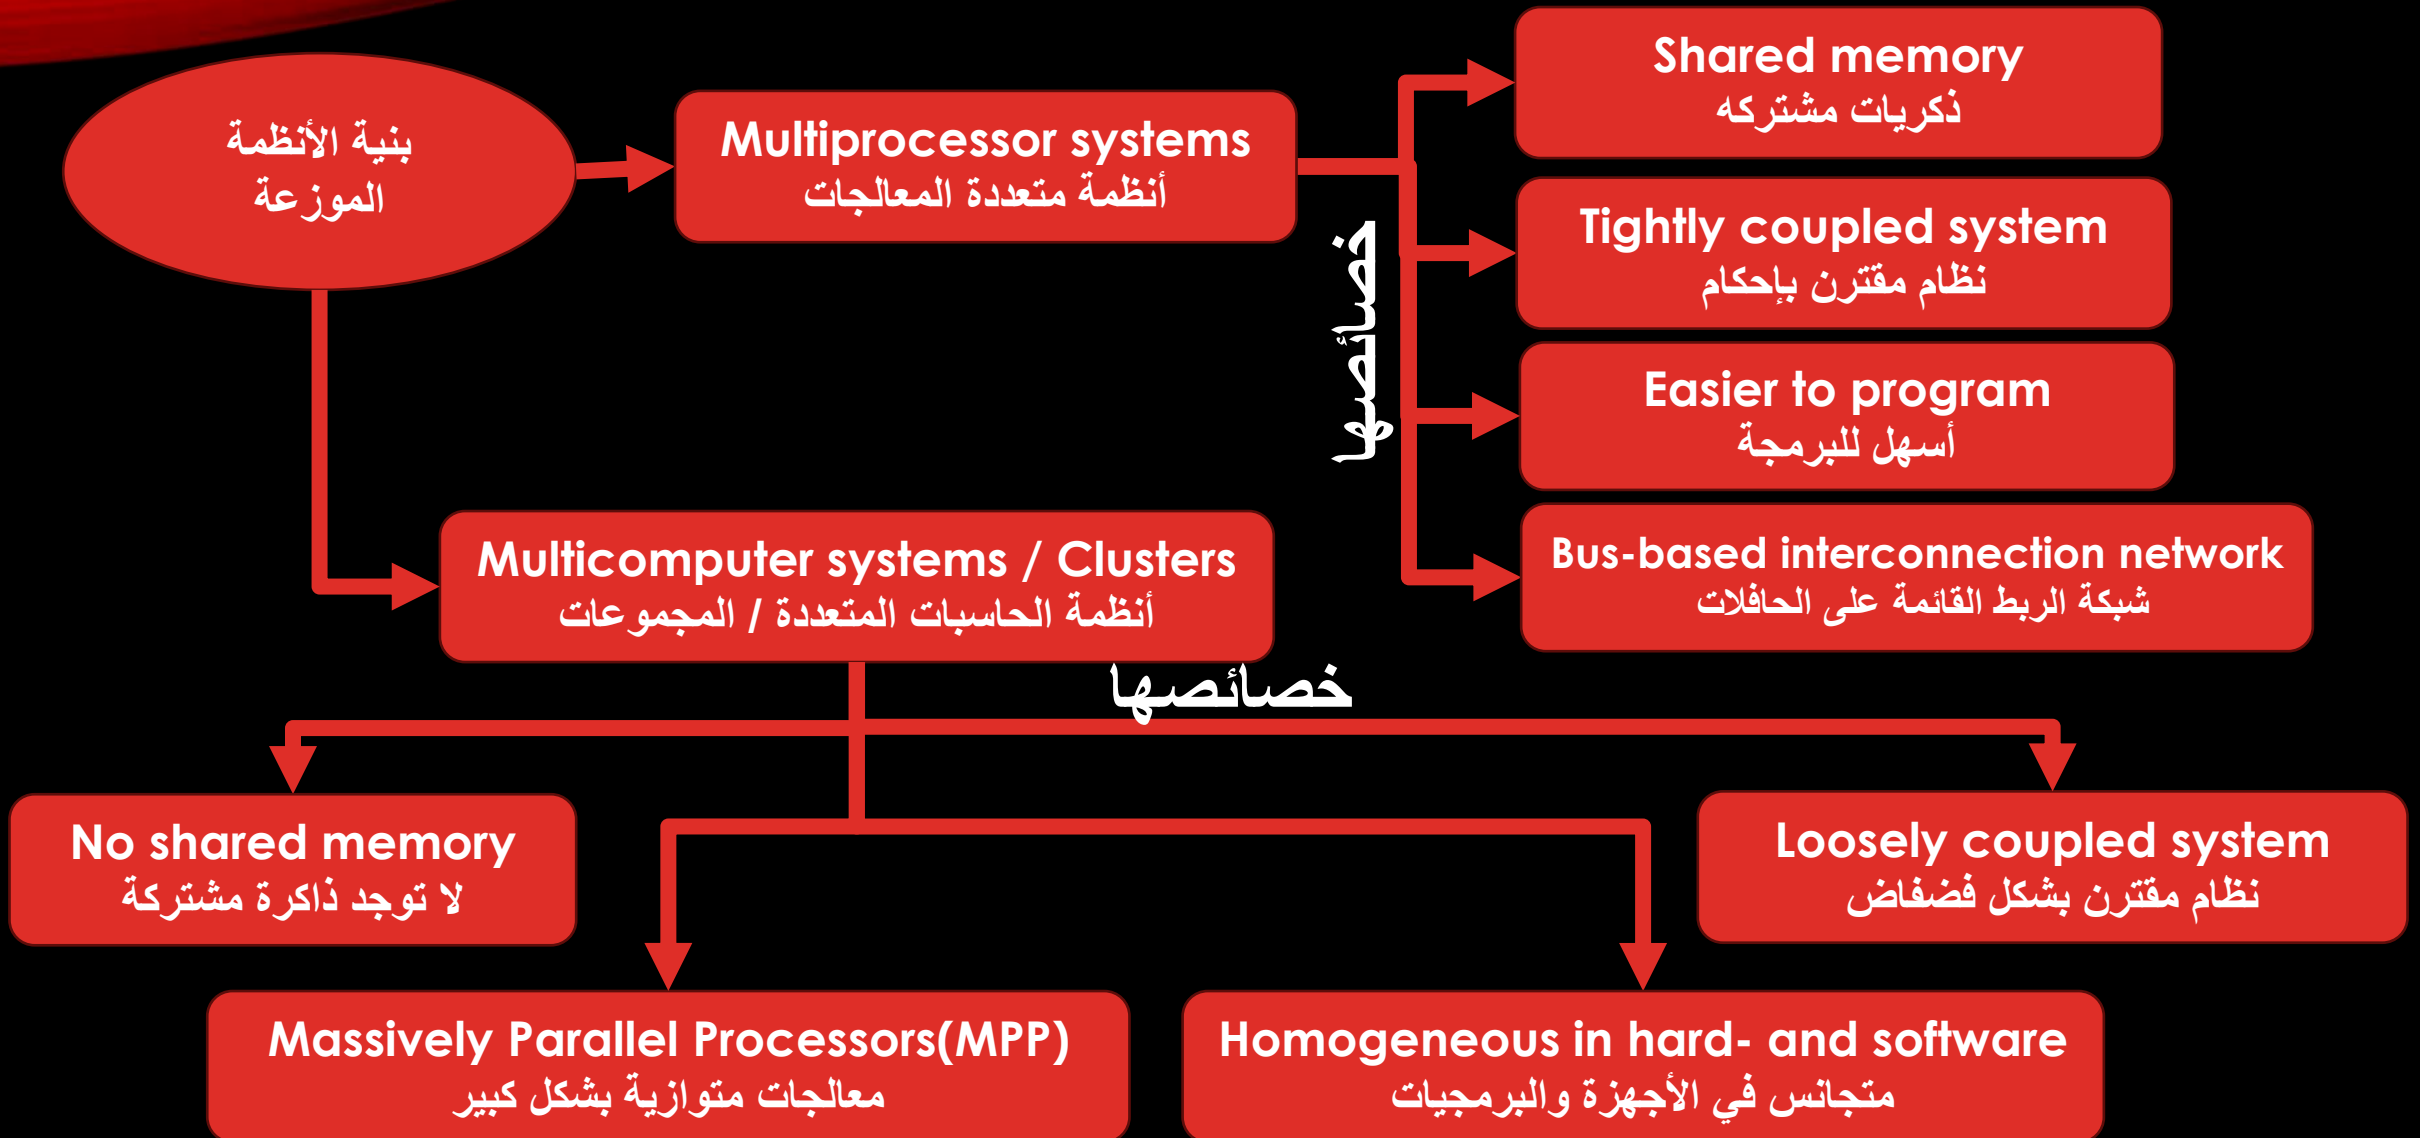 بنية الأنظمة
الموزعة
Multiprocessor systems
أنظمة متعددة المعالجات
خصائصها
Shared memory
ذكريات مشتركه
Tightly coupled system
نظام مقترن بإحكام
Easier to program
أسهل للبرمجة
Bus-based interconnection network
شبكة الربط القائمة على الحافلات
Multicomputer systems / Clusters
أنظمة الحاسبات المتعددة / المجموعات
خصائصها
No shared memory
لا توجد ذاكرة مشتركة
Massively Parallel Processors(MPP)
معالجات متوازية بشكل كبير
Homogeneous in hard- and software
متجانس في الأجهزة والبرمجيات
Loosely coupled system
نظام مقترن بشكل فضفاض